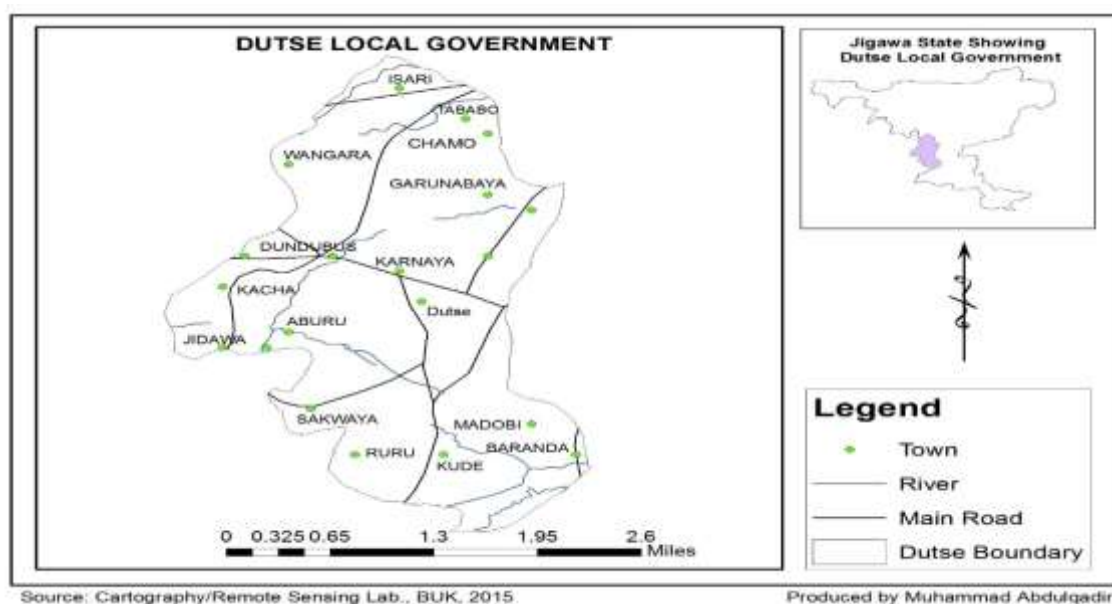 DUTSE LOCAL GOVERNMENT
ISARI
TABABO
CHAMO
WANGARA
GARUNABAYA
DUNDUBUS
KARNAYA
KACHA
Dutse
ABURU
JIDAWA
SAKWAYA
MADOBI
BARANDA
RURU
KUDE
0 0.325 0.65 1.3 1.95 2.6
Miles
Jigawa State Showing
Dutse Local Government
Legend
Town
River
Main Road
Dutse Boundary
Source: Cartography/Remote Sensing Lab., BUK, 2015
Produced by Muhammad Abdulqadir